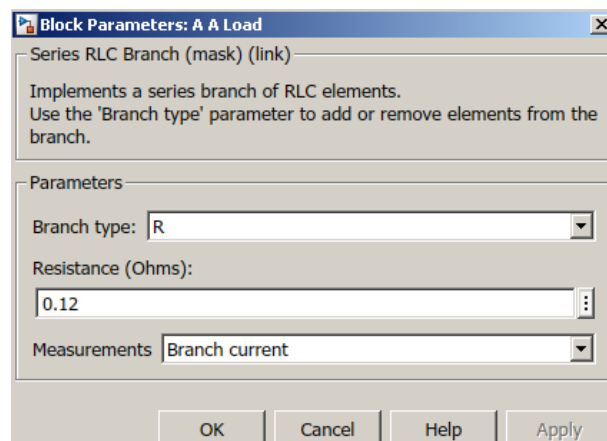 Block Parameters: A A Load
Series RLC Branch (mask) (link)
Implements a series branch of RLC elements.
Use the 'Branch type' parameter to add or remove elements from the
branch.
Parameters
Branch type: R
Resistance (Ohms):
0.12
Measurements Branch current
OK Cancel Help Apply